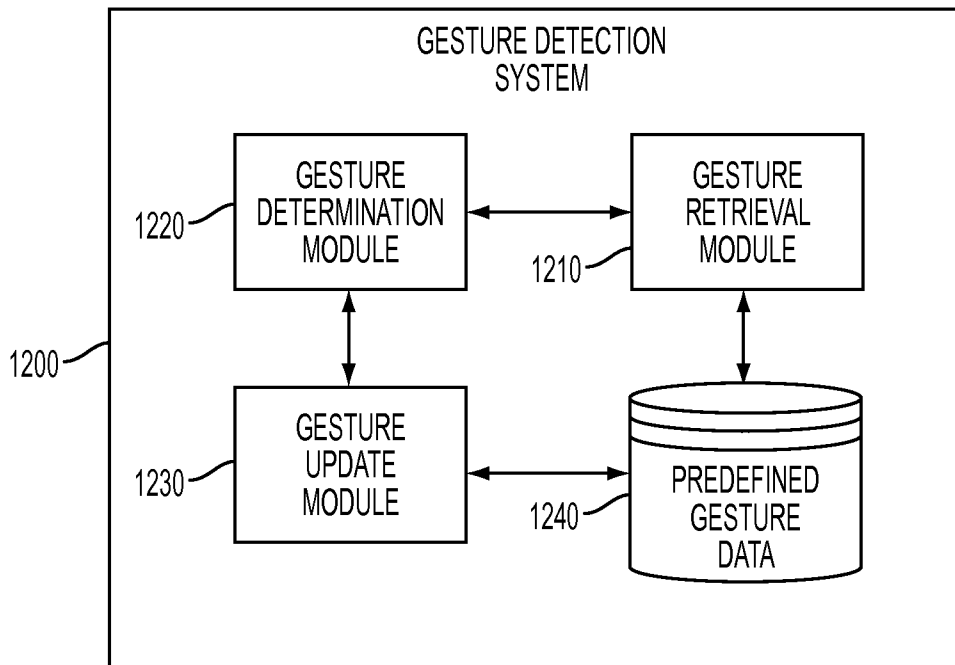 GESTURE DETECTION
SYSTEM
GESTURE
DETERMINATION
MODULE
1220
GESTURE
RETRIEVAL
MODULE
1210
1200
GESTURE
UPDATE
MODULE
1230
PREDEFINED
GESTURE
DATA
1240